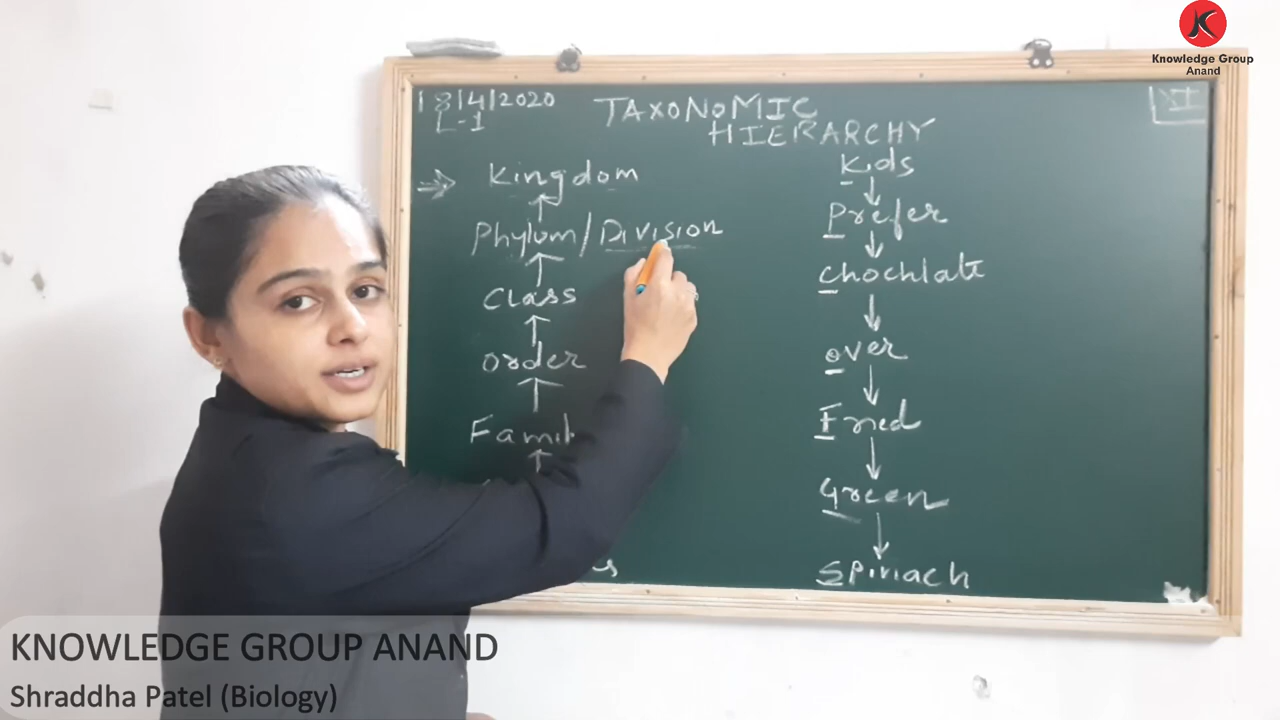 Knowledge Group
Anand
18/4/2020
L-1
TAXONOMIC
HIERARCHY
XI
Kingdom
Phylum/Division
Class
Order
Kids
Prefer
Chochlate
Over
Fried
Green
Spinach
KNOWLEDGE GROUP ANAND
Shraddha Patel (Biology)